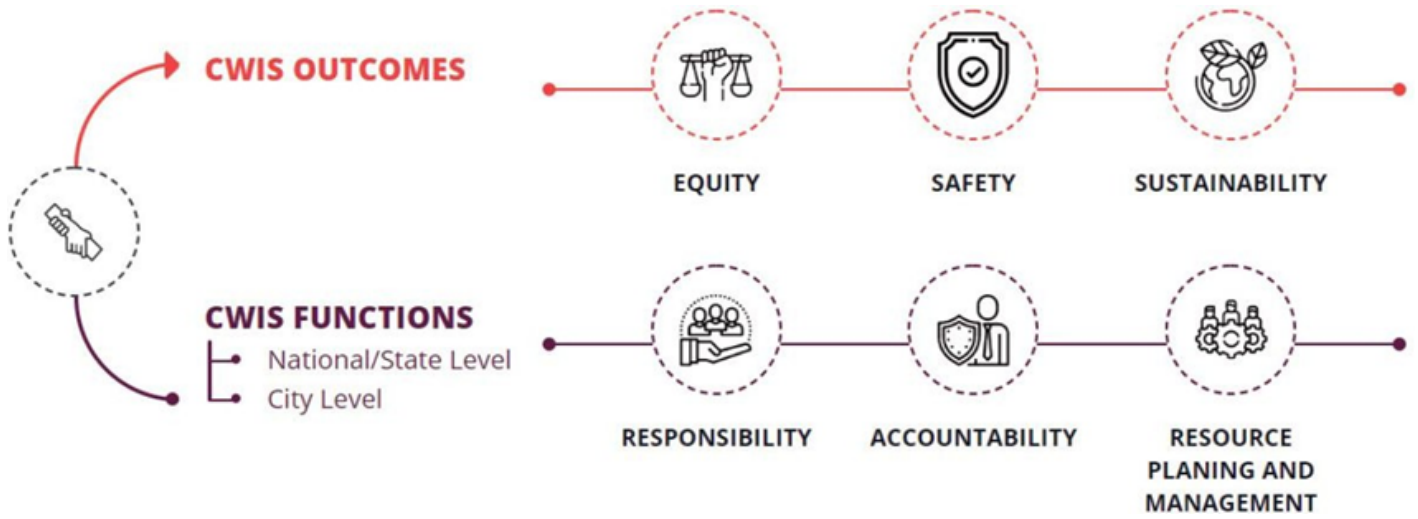 CWIS OUTCOMES
EQUITY
SAFETY
SUSTAINABILITY
CWIS FUNCTIONS
National/State Level
City Level
RESPONSIBILITY
ACCOUNTABILITY
RESOURCE
PLANING AND
MANAGEMENT